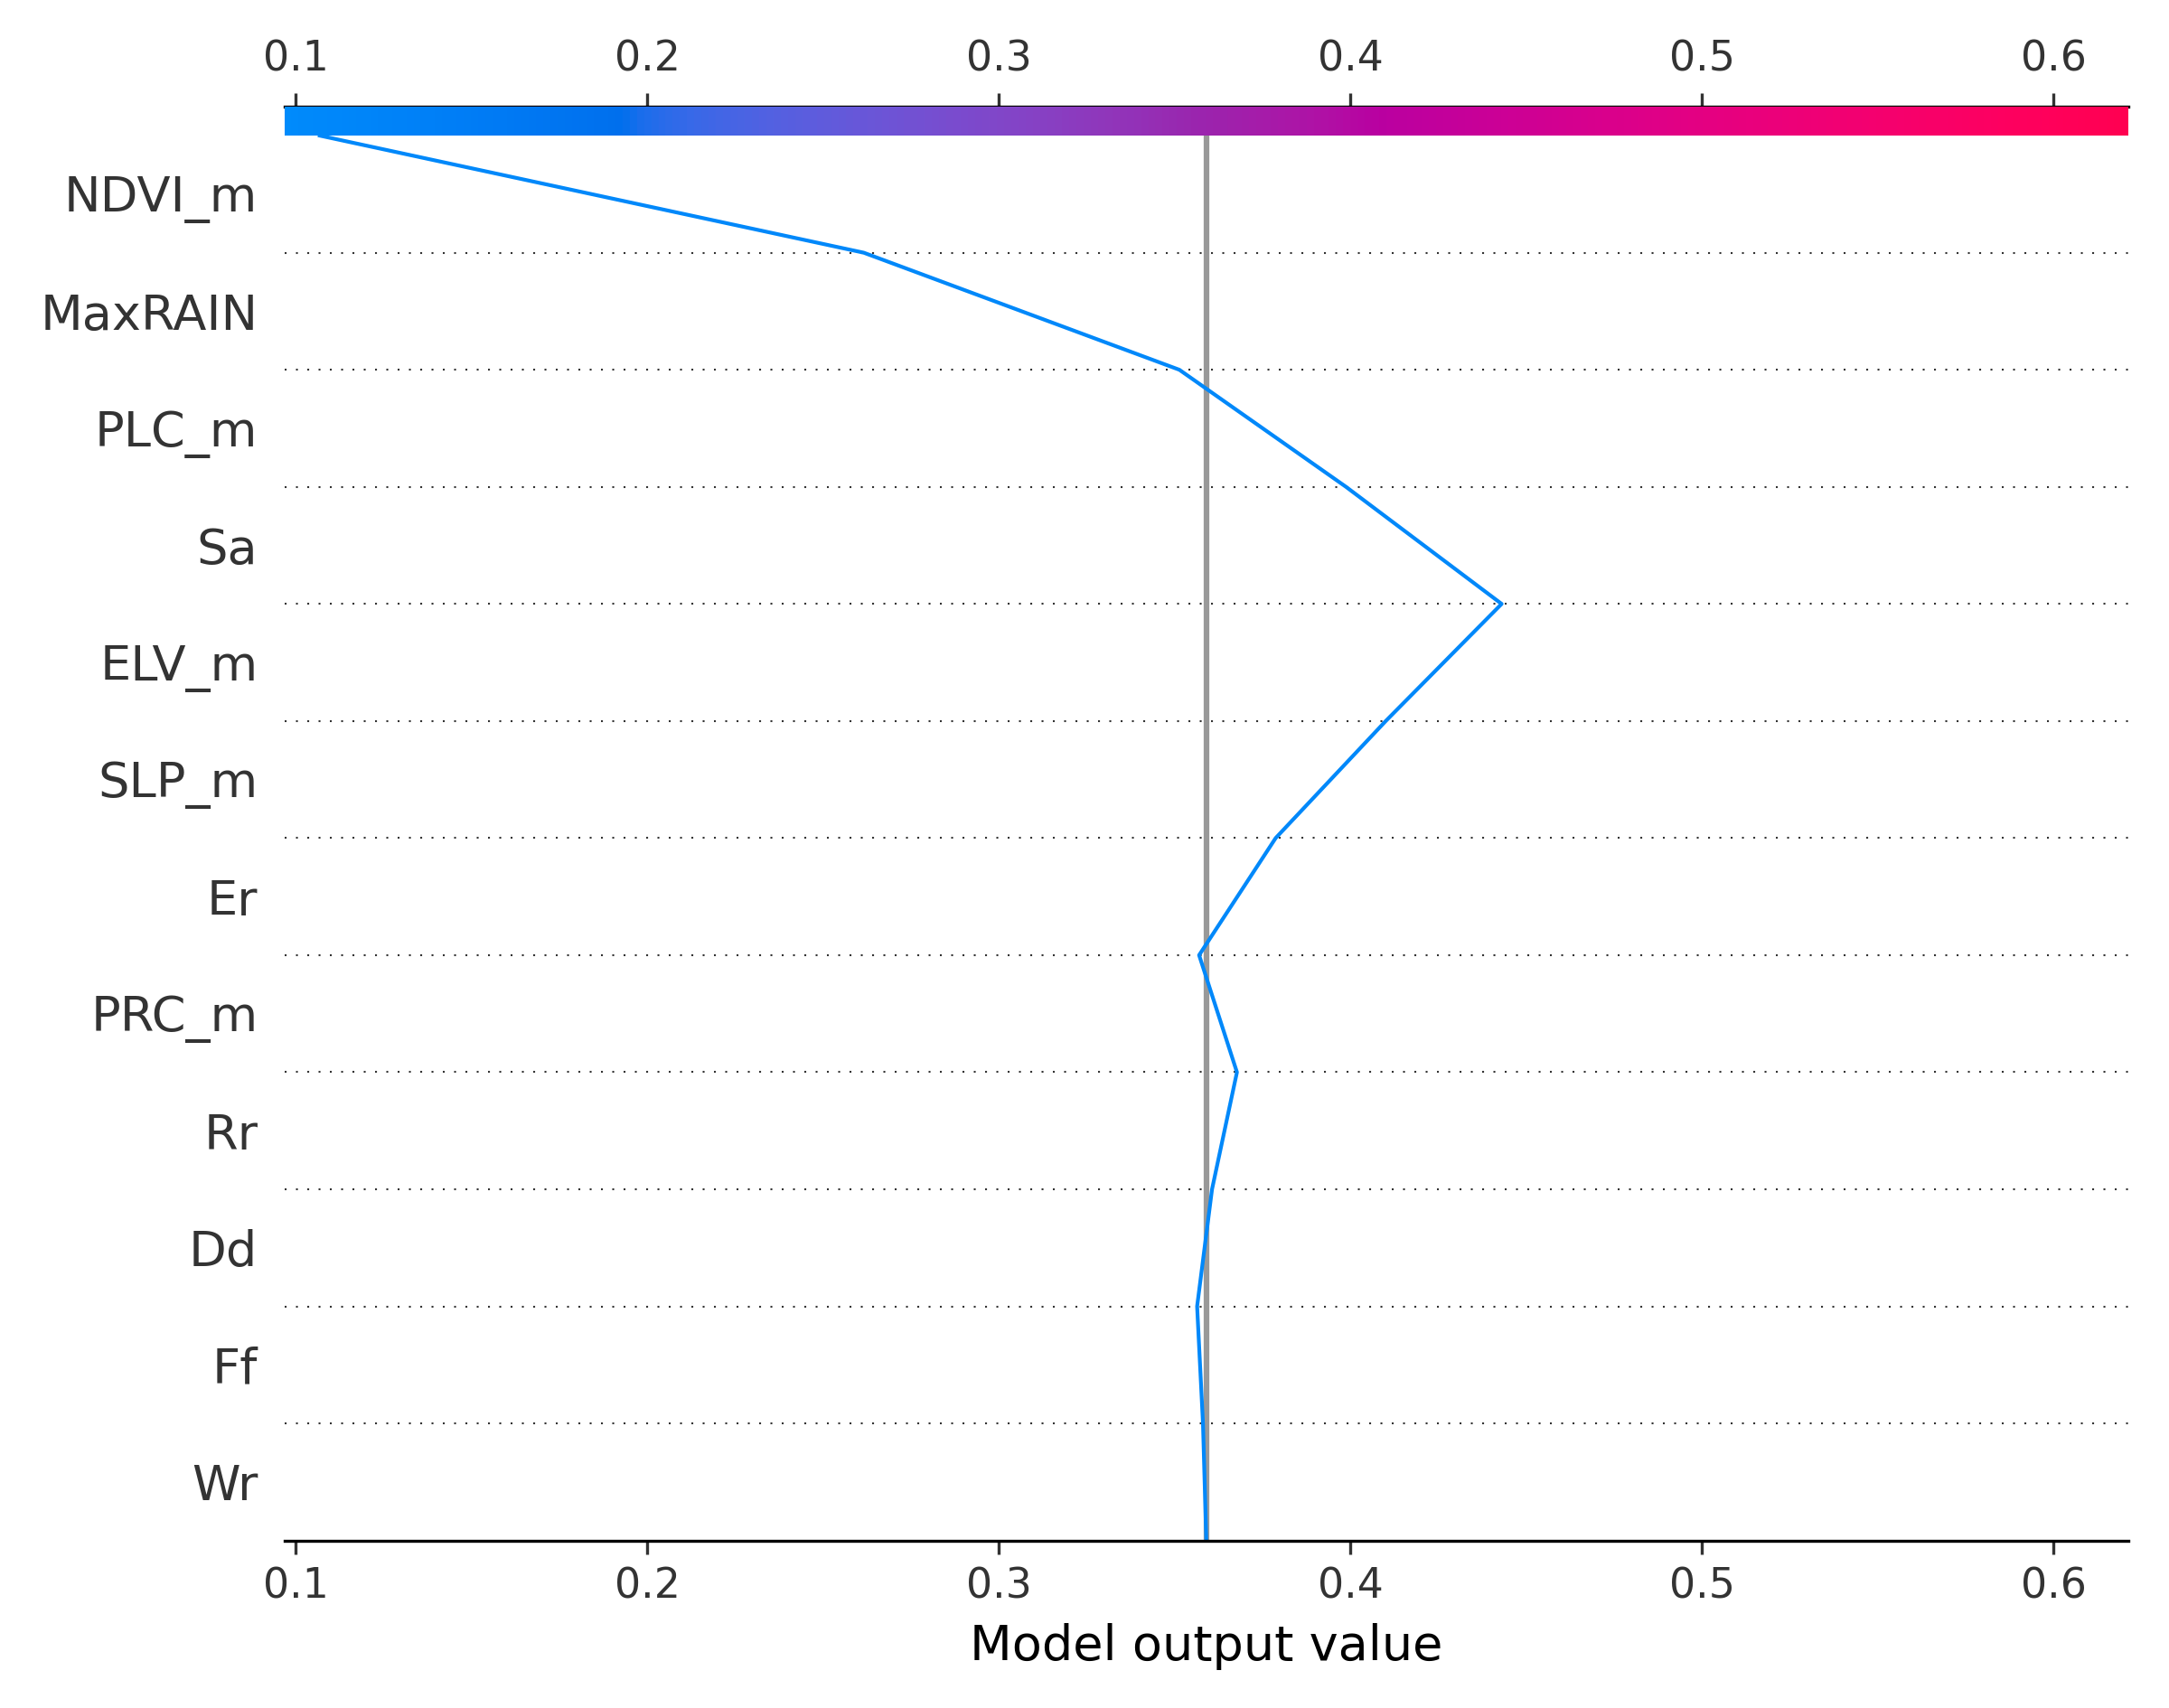 0.1 0.2 0.3 0.4 0.5 0.6
NDVI_m
MaxRAIN
PLC_m
Sa
ELV_m
SLP_m
Er
PRC_m
Rr
Dd
Ff
Wr
0.1 0.2 0.3 0.4 0.5 0.6
Model output value